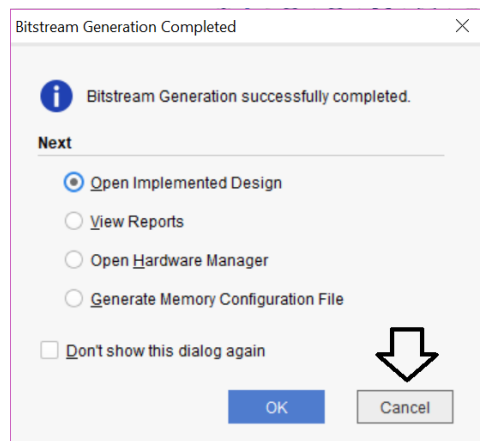 Bitstream Generation Completed
Bitstream Generation successfully completed.
Next
Open Implemented Design
View Reports
Open Hardware Manager
Generate Memory Configuration File
Don't show this dialog again
OK
Cancel